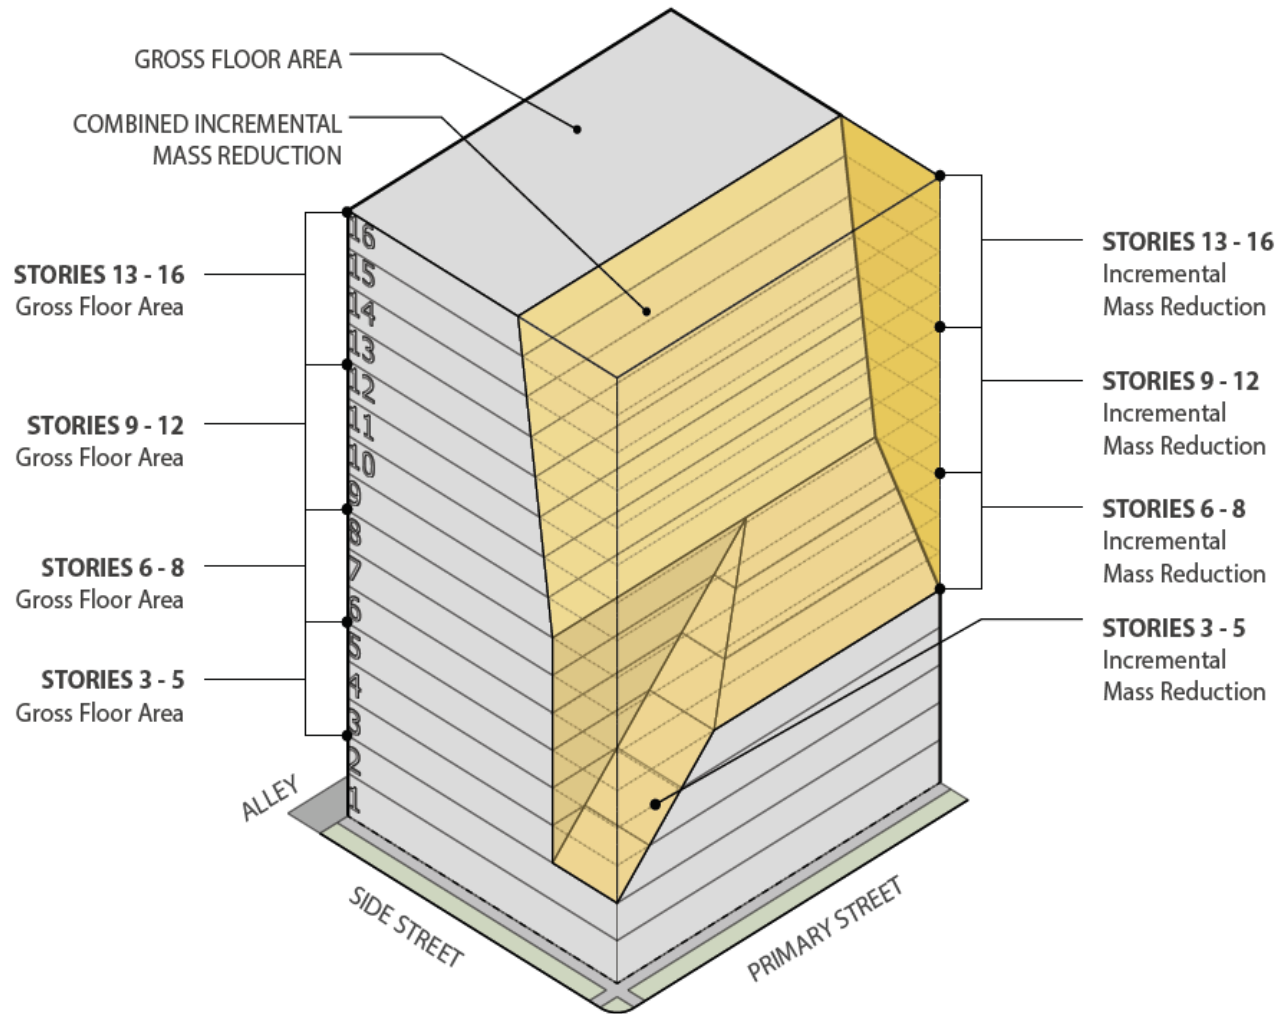 GROSS FLOOR AREA
COMBINED INCREMENTAL
MASS REDUCTION
STORIES 13 - 16
Gross Floor Area
STORIES 9 - 12
Gross Floor Area
STORIES 6 - 8
Gross Floor Area
STORIES 3 - 5
Gross Floor Area
16
15
14
13
12
11
10
9
8
7
6
5
4
3
2
1
STORIES 13 - 16
Incremental
Mass Reduction
STORIES 9 - 12
Incremental
Mass Reduction
STORIES 6 - 8
Incremental
Mass Reduction
STORIES 3 - 5
Incremental
Mass Reduction
ALLEY
SIDE STREET
PRIMARY STREET